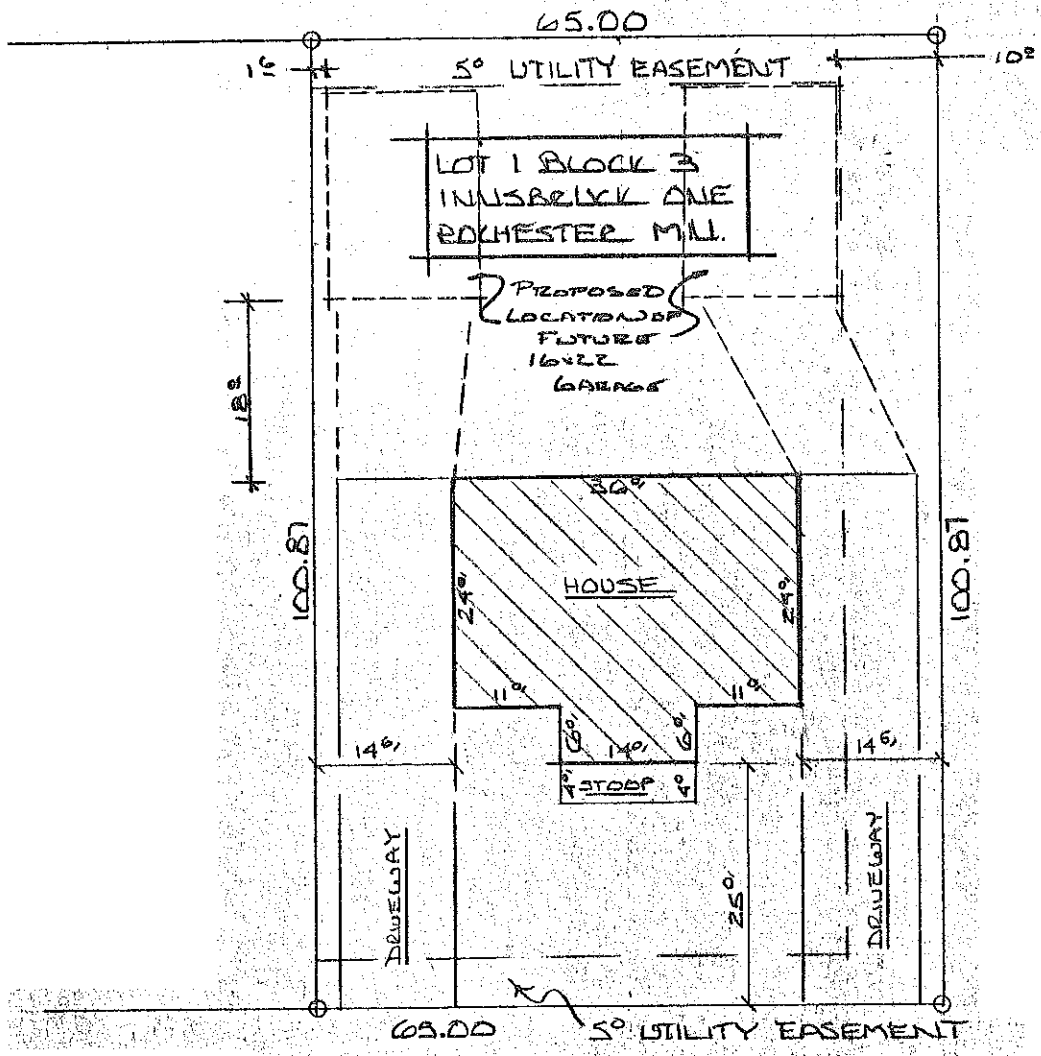 65.00
1⁶
5⁰ UTILITY EASEMENT
10⁰
LOT 1 BLOCK 3
INNSBRUCK ONE
ROCHESTER MN.
PROPOSED
LOCATION OF
FUTURE
16x22
GARAGE
18⁰
36⁰
100.87
24⁰
HOUSE
24⁰
100.87
11⁰
11⁰
6⁰
14⁰
6⁰
14⁶
14⁶
4⁰
STOOP
4⁰
DRIVEWAY
25⁰
DRIVEWAY
65.00
5⁰ UTILITY EASEMENT